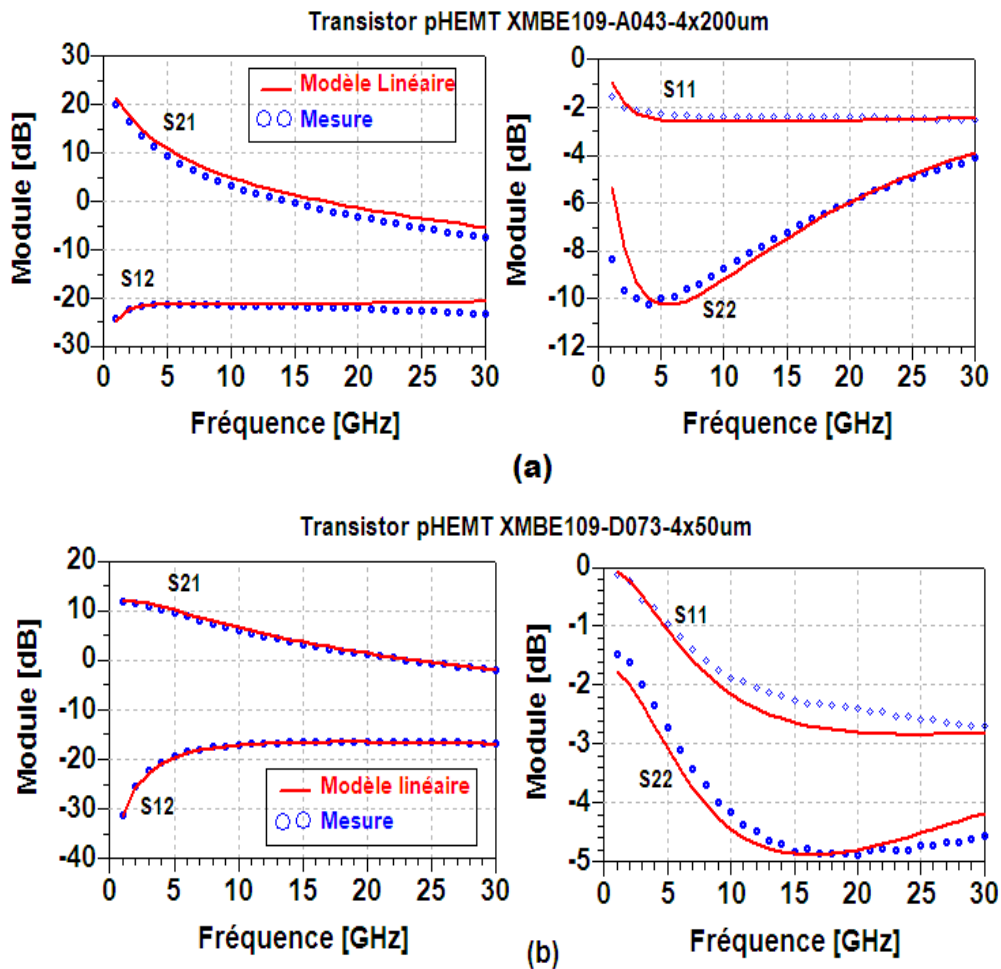 Transistor pHEMT XMBE109-A043-4x200um
30
20
10
0
-10
-20
-30
Module [dB]
S21
S12
Modèle Linéaire
Mesure
0 5 10 15 20 25 30
Fréquence [GHz]
0
-2
-4
-6
-8
-10
-12
Module [dB]
S11
S22
0 5 10 15 20 25 30
Fréquence [GHz]
(a)
Transistor pHEMT XMBE109-D073-4x50um
20
10
0
-10
-20
-30
-40
Module [dB]
S21
S12
Modèle linéaire
Mesure
0 5 10 15 20 25 30
Fréquence [GHz]
0
-1
-2
-3
-4
-5
Module [dB]
S11
S22
0 5 10 15 20 25 30
Fréquence [GHz]
(b)